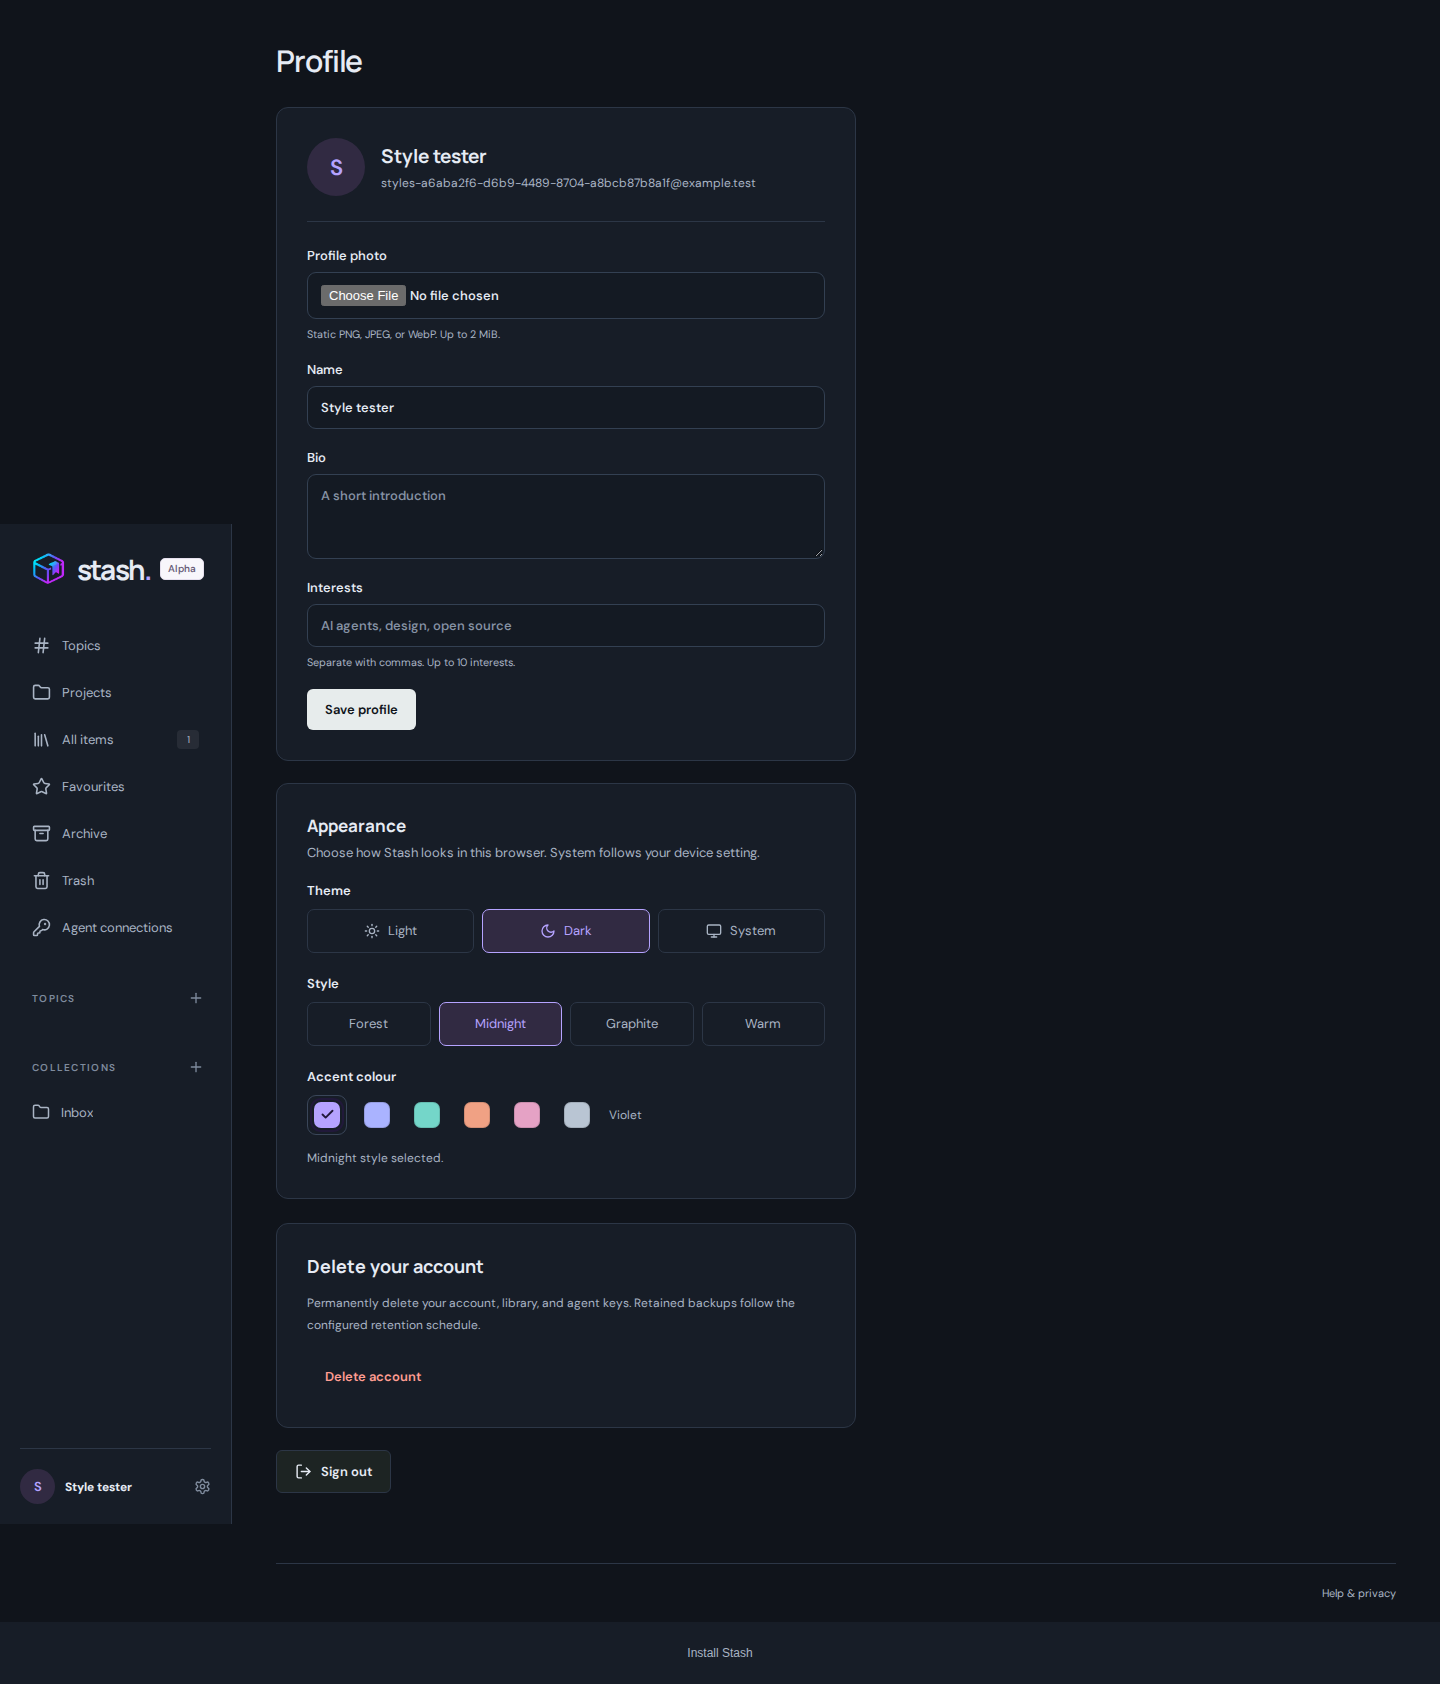 Profile
S
Style tester
styles-a6aba2f6-d6b9-4489-8704-a8bcb87b8a1f@example.test
Profile photo
Choose File No file chosen
Static PNG, JPEG, or WebP. Up to 2 MiB.
Name
Style tester
Bio
A short introduction
Interests
AI agents, design, open source
Separate with commas. Up to 10 interests.
Save profile
Appearance
Choose how Stash looks in this browser. System follows your device setting.
Theme
Light
Dark
System
Style
Forest
Midnight
Graphite
Warm
Accent colour
Violet
Midnight style selected.
Delete your account
Permanently delete your account, library, and agent keys. Retained backups follow the
configured retention schedule.
Delete account
Sign out
stash. Alpha
Topics
Projects
All items 1
Favourites
Archive
Trash
Agent connections
TOPICS
COLLECTIONS
Inbox
S Style tester
Help & privacy
Install Stash